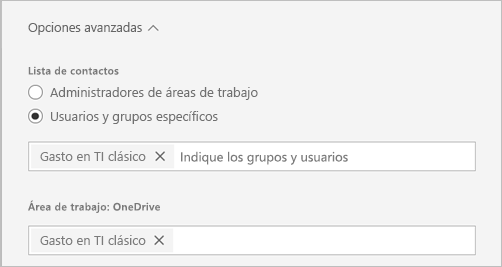 Opciones avanzadas
Lista de contactos
Administradores de áreas de trabajo
Usuarios y grupos específicos
Gasto en TI clásico Indique los grupos y usuarios
Área de trabajo: OneDrive
Gasto en TI clásico